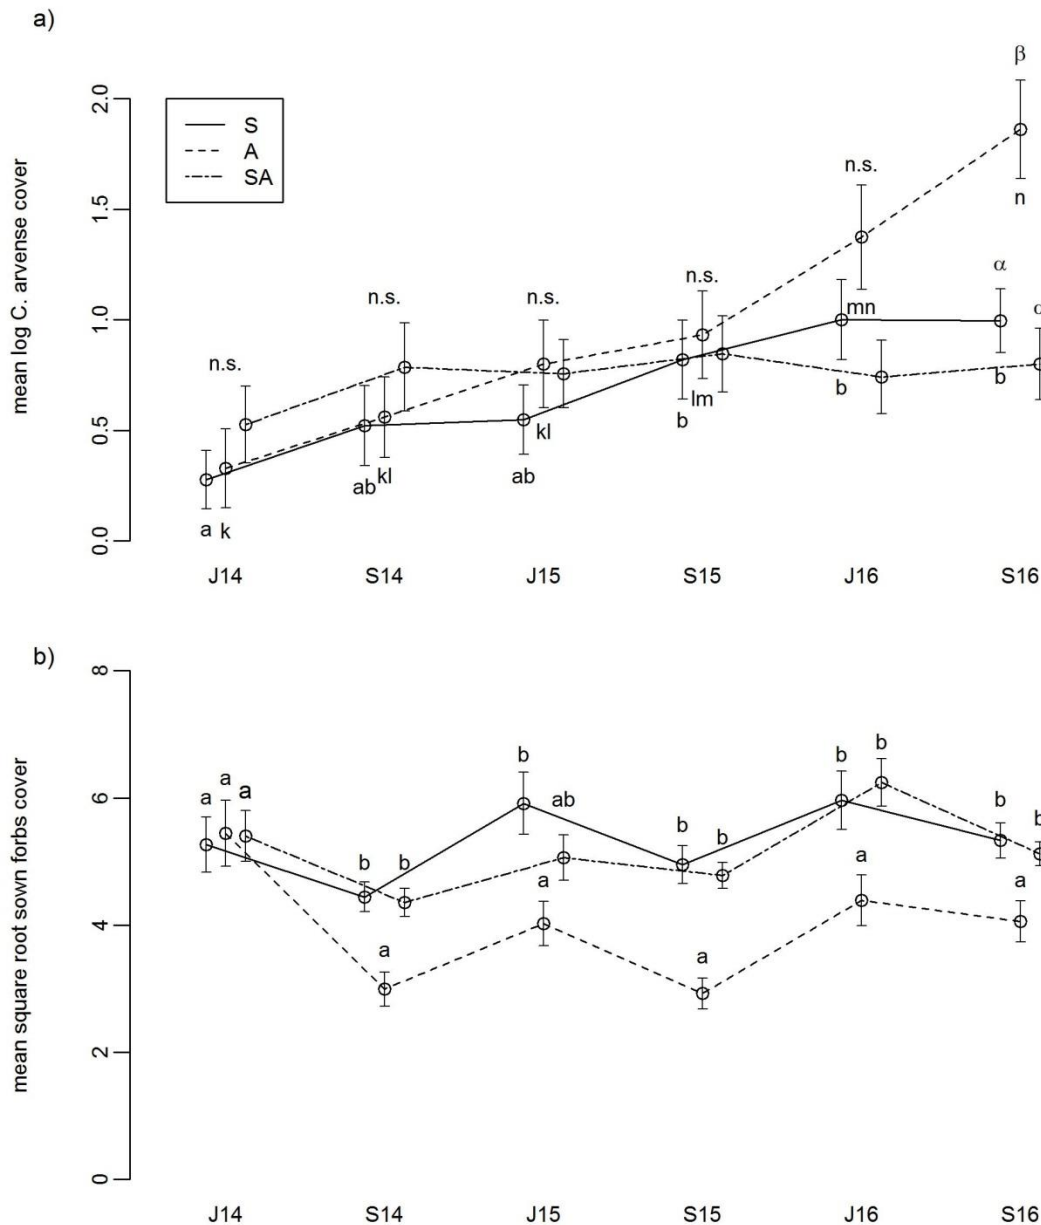 a)
mean log C. arvense cover
2.0
1.5
1.0
0.5
0.0
S
A
SA
n.s. n.s. n.s. n.s. n.s. β
α α
a k ab kl ab kl b lm b mn b n
J14 S14 J15 S15 J16 S16
b)
mean square root sown forbs cover
8
6
4
2
0
a a a b b b ab b b b b b b
a a a a a
J14 S14 J15 S15 J16 S16